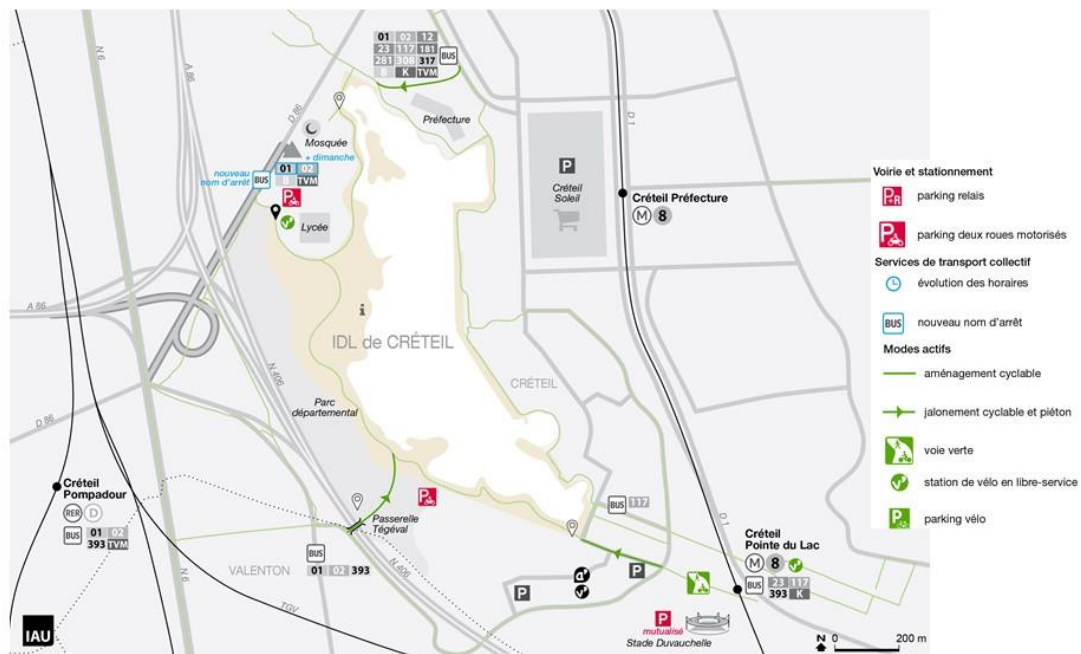 N 6
A 86
D 86
01 02 12
23 117 181
281 308 317
B K TVM
BUS
Préfecture
Mosquée
+ dimanche
nouveau
nom d'arrêt
BUS
01 02
B TVM
P
Lycée
P
Créteil
Soleil
D 1
Créteil Préfecture
M 8
A 86
i
IDL de CRÉTEIL
CRÉTEIL
N 406
Parc
départemental
D 86
Créteil
Pompadour
RER D
BUS
01 02
393 TVM
N 6
P
Passerelle
Tégéval
BUS
01 02 393
VALENTON
TGV
N 406
BUS 117
D 1
Créteil
Pointe du Lac
M 8
BUS
23 117
393 K
P
P
P
mutualisé
Stade Duvauchelle
IAU
N 0 200 m
Voirie et stationnement
P+R parking relais
P parking deux roues motorisés
Services de transport collectif
évolution des horaires
BUS nouveau nom d'arrêt
Modes actifs
aménagement cyclable
jalonement cyclable et piéton
voie verte
station de vélo en libre-service
P parking vélo